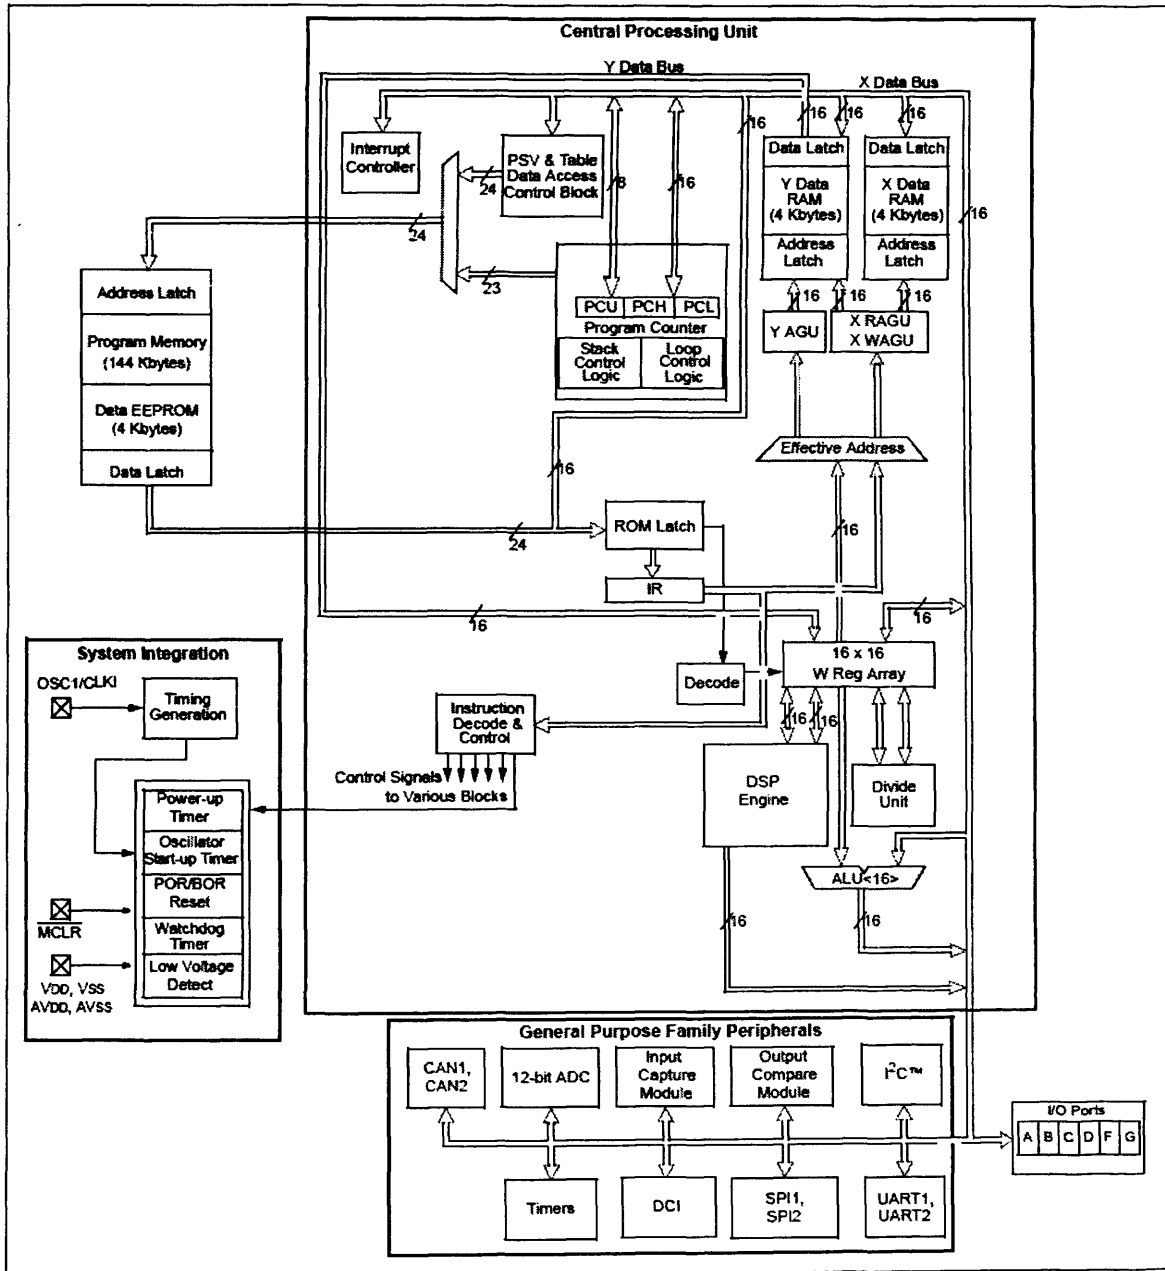 Central Processing Unit
Y Data Bus
X Data Bus
16
16
16
16
Interrupt
Controller
PSV & Table
Data Access
Control Block
24
8
16
Data Latch
Y Data
RAM
(4 Kbytes)
Address
Latch
Data Latch
X Data
RAM
(4 Kbytes)
Address
Latch
16
24
23
Address Latch
Program Memory
(144 Kbytes)
Data EEPROM
(4 Kbytes)
Data Latch
PCU
PCH
PCL
Program Counter
Stack
Control
Logic
Loop
Control
Logic
16
16
16
Y AGU
X RAGU
X WAGU
Effective Address
16
24
ROM Latch
16
IR
16
16
16 x 16
W Reg Array
Decode
System Integration
OSC1/CLKI
Timing
Generation
Instruction
Decode &
Control
16
16
Control Signals
to Various Blocks
DSP
Engine
Divide
Unit
Power-up
Timer
Oscillator
Start-up Timer
POR/BOR
Reset
Watchdog
Timer
Low Voltage
Detect
MCLR
VDD, VSS
AVDD, AVSS
ALU<16>
16
16
General Purpose Family Peripherals
CAN1,
CAN2
12-bit ADC
Input
Capture
Module
Output
Compare
Module
I²C™
I/O Ports
A
B
C
D
F
G
Timers
DCI
SPI1,
SPI2
UART1,
UART2